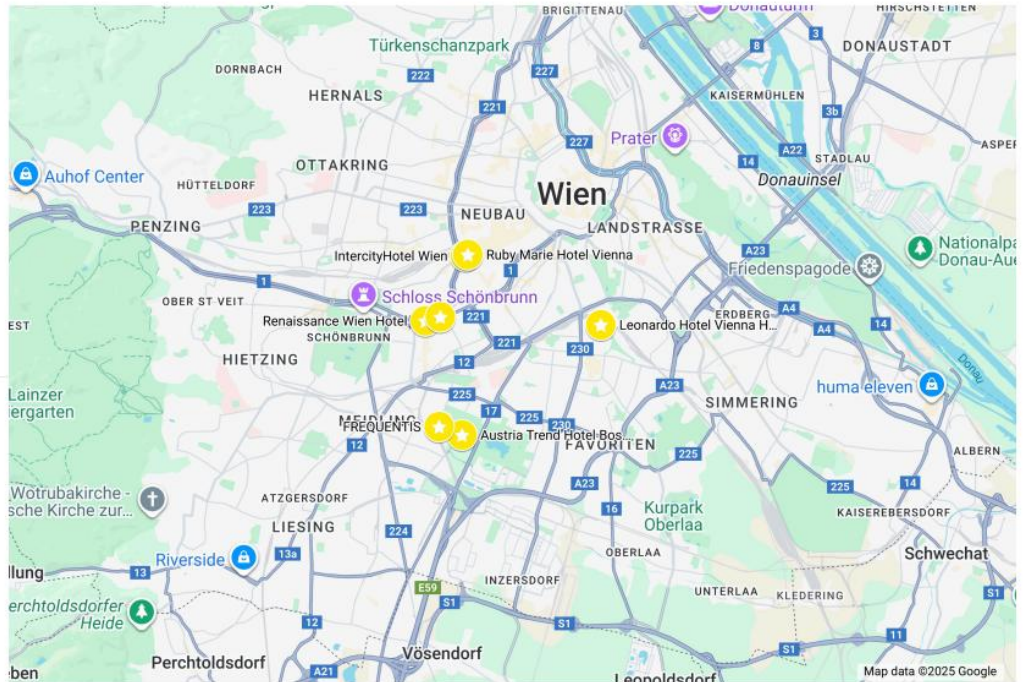 BRIGITTENAU
Donauturm
HIRSCHSTETTEN
Türkenschanzpark
227
8
3
DONAUSTADT
DORNBACH
222
HERNALS
221
KAISERMÜHLEN
3b
227
Prater
A22
ASPER
OTTAKRING
14
STADLAU
Auhof Center
HÜTTELDORF
Wien
Donauinsel
223
223
221
NEUBAU
PENZING
LANDSTRASSE
A23
Nationalpa
Donau-Aue
IntercityHotel Wien
Ruby Marie Hotel Vienna
1
Friedenspagode
1
Schloss Schönbrunn
OBER ST VEIT
ERDBERG
A4
EST
Renaissance Wien Hotel
221
Leonardo Hotel Vienna H...
A4
14
SCHÖNBRUNN
221
230
HIETZING
12
Donau
A23
huma eleven
Lainzer
iergarten
225
SIMMERING
17
225
MEIDLING
FREQUENTIS
230
Austria Trend Hotel Bos...
FAVORITEN
12
225
ALBERN
Wotrubakirche -
sche Kirche zur...
A23
225
14
ATZGERSDORF
16
Kurpark
Oberlaa
KAISEREBERSDORF
LIESING
224
OBERLAA
Schwechat
Riverside
13a
llung
13
INZERSDORF
E59
UNTERLAA
KLEDERING
S1
erchtoldsdorfer
Heide
S1
12
S1
11
Vösendorf
S1
Perchtoldsdorf
A21
Leopoldsdorf
eben
Map data ©2025 Google